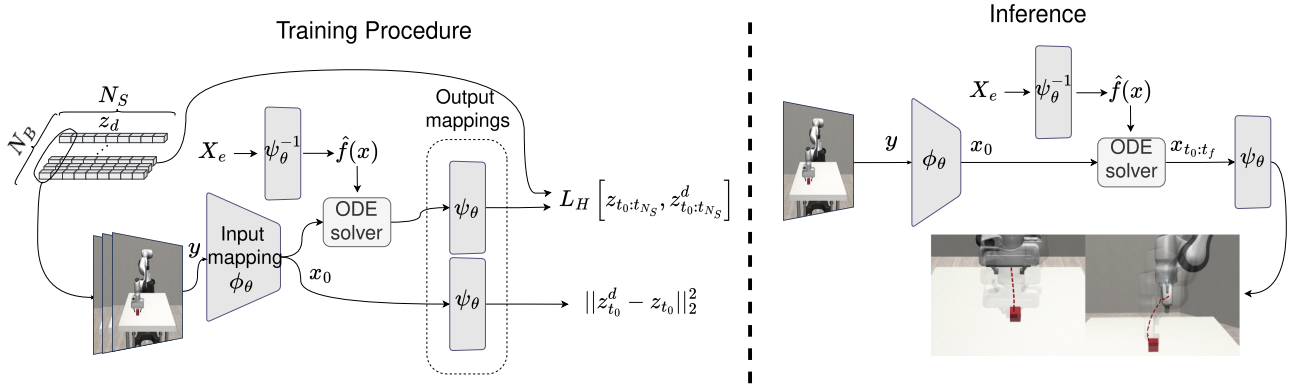 Training Procedure
N_S
z_d
N_B
X_e
ψ_θ^{-1}
f̂(x)
ODE
solver
Output
mappings
ψ_θ
L_H [z_{t_0:t_{N_S}}, z^d_{t_0:t_{N_S}}]
y
Input
mapping
ϕ_θ
x_0
ψ_θ
||z^d_{t_0} − z_{t_0}||_2^2
Inference
X_e
ψ_θ^{-1}
f̂(x)
y
ϕ_θ
x_0
ODE
solver
x_{t_0:t_f}
ψ_θ